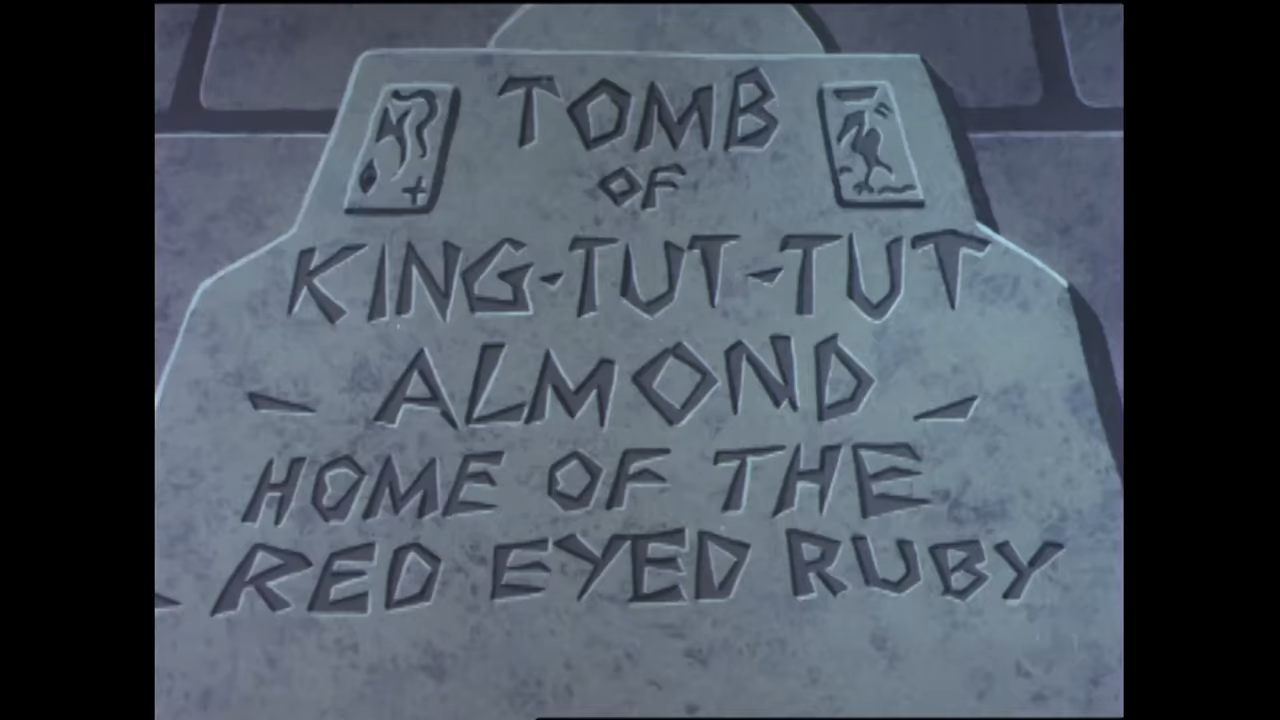 TOMB
OF
KING-TUT-TUT
- ALMOND -
HOME OF THE
RED EYED RUBY